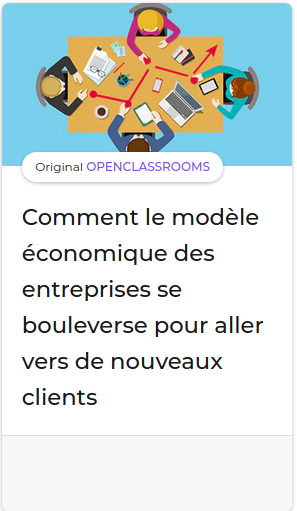 Original OPENCLASSROOMS
Comment le modèle
économique des
entreprises se
bouleverse pour aller
vers de nouveaux
clients